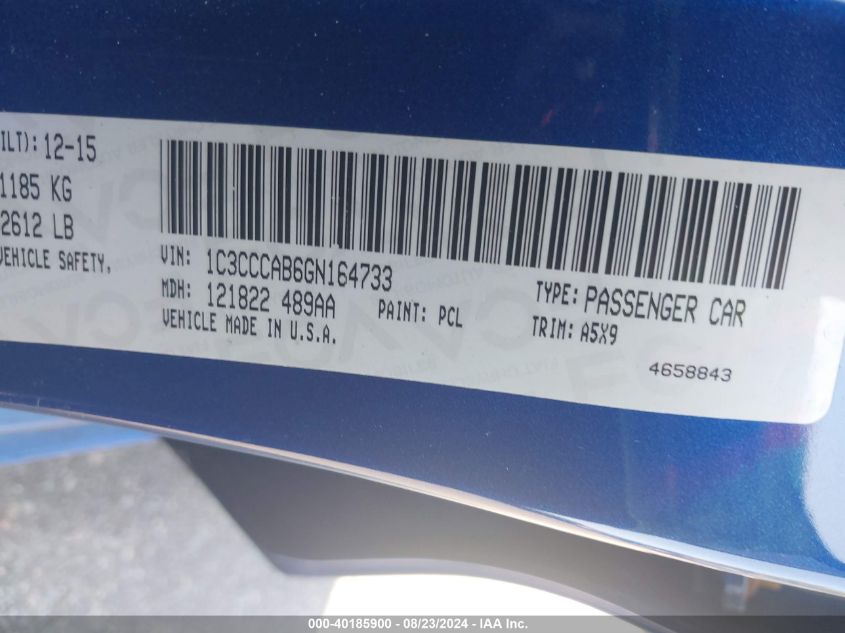 ILT): 12-15
1185 KG
2612 LB
VEHICLE SAFETY,
VIN: 1C3CCCAB6GN164733
MDH: 121822 489AA
PAINT: PCL
VEHICLE MADE IN U.S.A.
TYPE: PASSENGER CAR
TRIM: A5X9
4658843
000-40185900 - 08/23/2024 - IAA Inc.